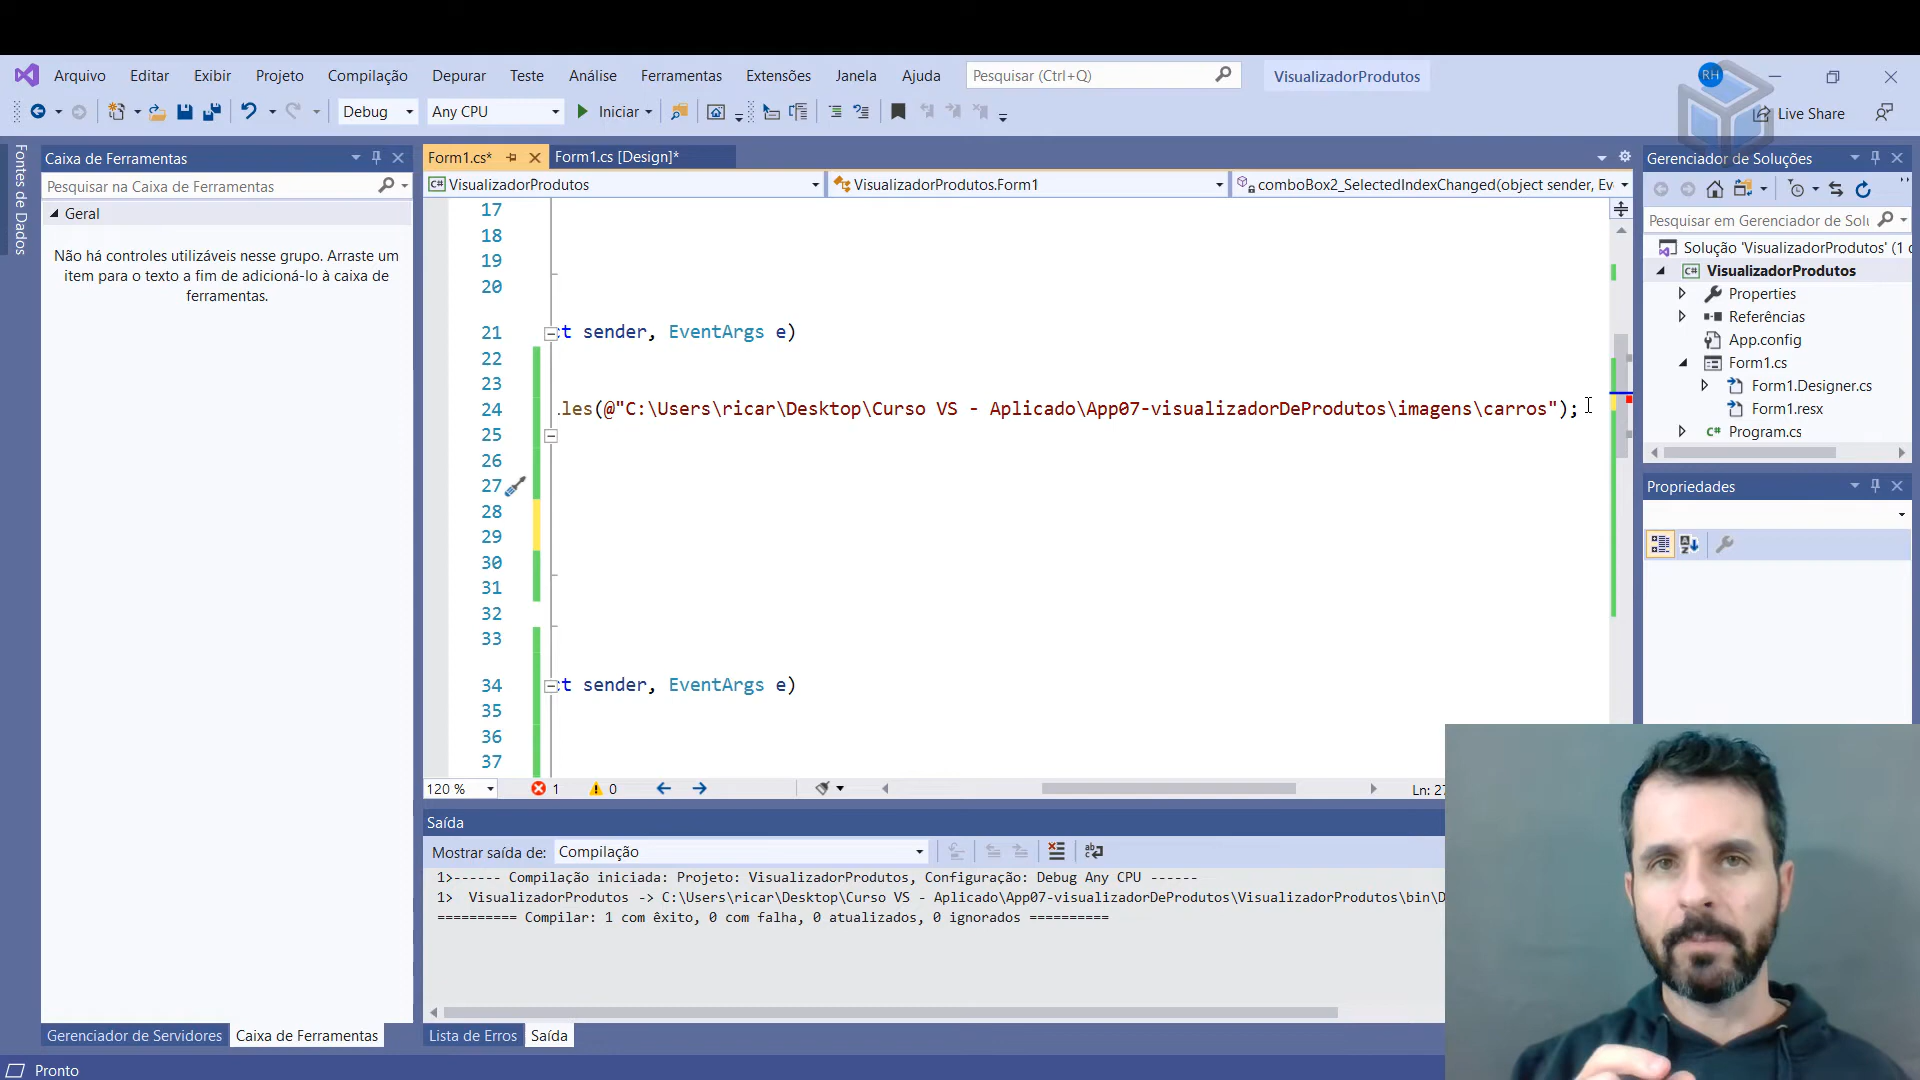 Arquivo Editar Exibir Projeto Compilação Depurar Teste Análise Ferramentas Extensões Janela Ajuda Pesquisar (Ctrl+Q) VisualizadorProdutos RH
Debug Any CPU Iniciar Live Share
Fontes de Dados
Caixa de Ferramentas
Pesquisar na Caixa de Ferramentas
Geral
Não há controles utilizáveis nesse grupo. Arraste um
item para o texto a fim de adicioná-lo à caixa de
ferramentas.
Gerenciador de Servidores Caixa de Ferramentas
Form1.cs* Form1.cs [Design]*
VisualizadorProdutos VisualizadorProdutos.Form1 comboBox2_SelectedIndexChanged(object sender, Eve
17
18
19
20
21 ct sender, EventArgs e)
22
23
24 .les(@"C:\Users\ricar\Desktop\Curso VS - Aplicado\App07-visualizadorDeProdutos\imagens\carros");
25
26
27
28
29
30
31
32
33
34 ct sender, EventArgs e)
35
36
37
120 % 1 0 Ln: 27
Saída
Mostrar saída de: Compilação
1>------ Compilação iniciada: Projeto: VisualizadorProdutos, Configuração: Debug Any CPU ------
1> VisualizadorProdutos -> C:\Users\ricar\Desktop\Curso VS - Aplicado\App07-visualizadorDeProdutos\VisualizadorProdutos\bin\D
========== Compilar: 1 com êxito, 0 com falha, 0 atualizados, 0 ignorados ==========
Lista de Erros Saída
Gerenciador de Soluções
Pesquisar em Gerenciador de Solu
Solução 'VisualizadorProdutos' (1
C# VisualizadorProdutos
Properties
Referências
App.config
Form1.cs
Form1.Designer.cs
Form1.resx
C# Program.cs
Propriedades
Pronto